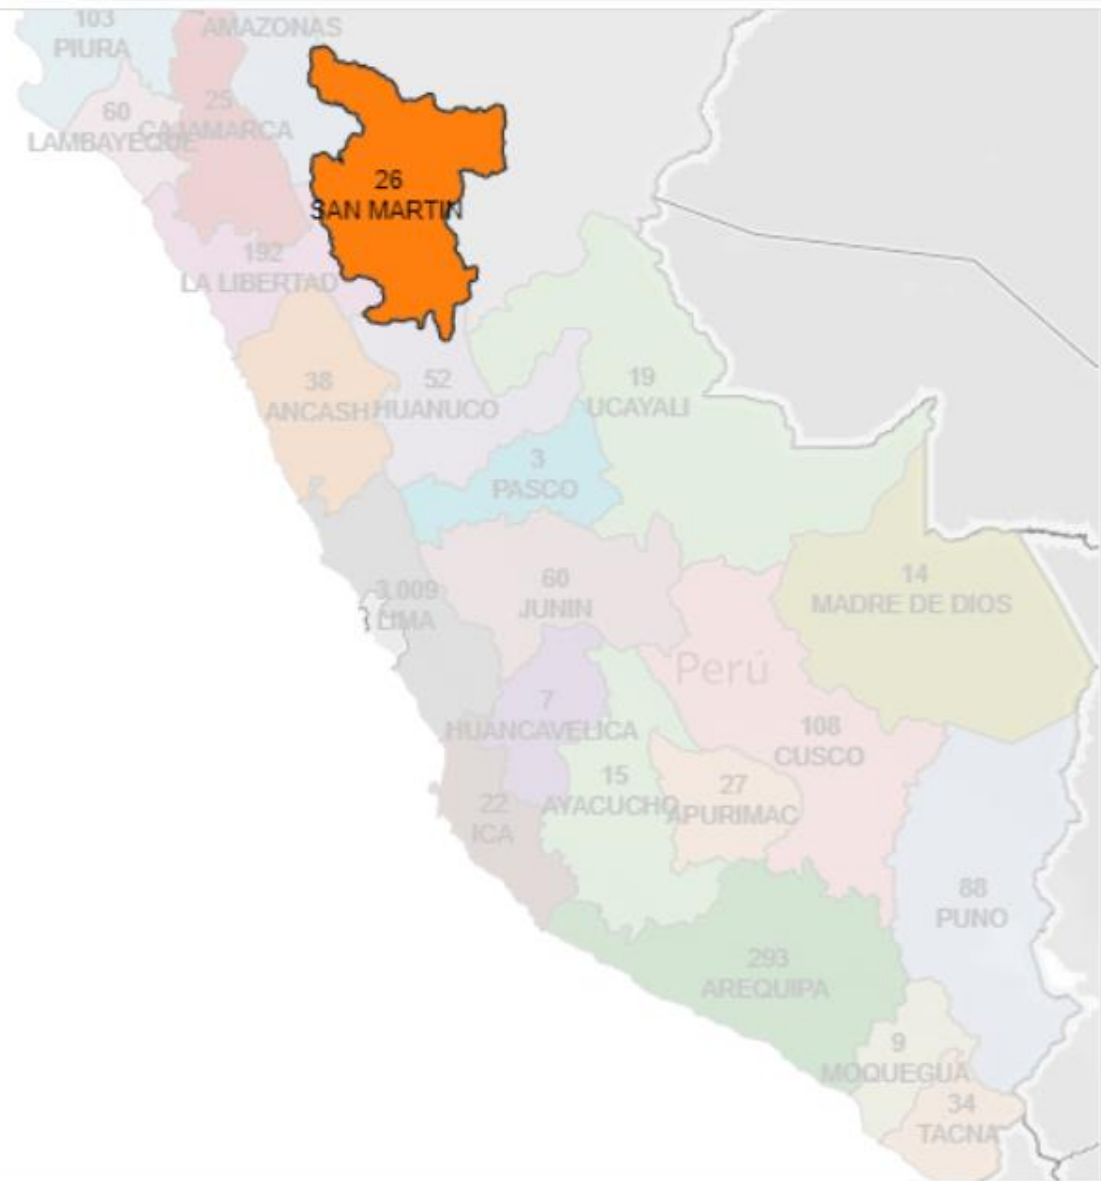 103
PIURA
AMAZONAS
60
LAMBAYEQUE
25
CAJAMARCA
26
SAN MARTIN
192
LA LIBERTAD
38
ANCASH
52
HUANUCO
19
UCAYALI
3
PASCO
3,009
LIMA
60
JUNIN
14
MADRE DE DIOS
Perú
7
HUANCAVELICA
108
CUSCO
22
ICA
15
AYACUCHO
27
APURIMAC
88
PUNO
293
AREQUIPA
9
MOQUEGUA
34
TACNA